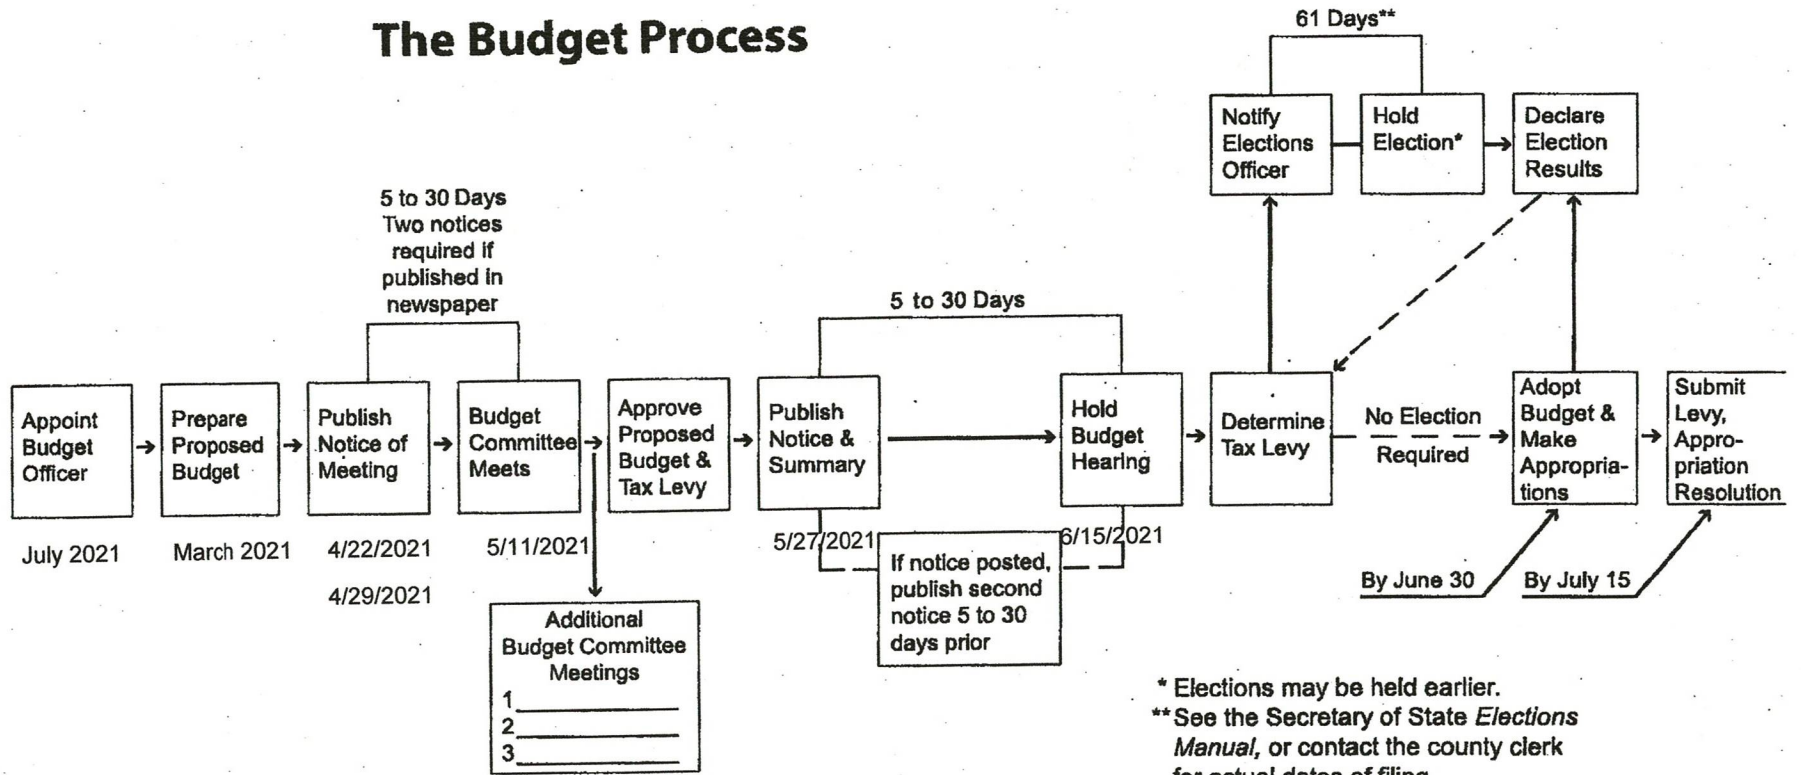 The Budget Process
61 Days**
Notify
Elections
Officer
Hold
Election*
Declare
Election
Results
5 to 30 Days
Two notices
required if
published in
newspaper
5 to 30 Days
Appoint
Budget
Officer
Prepare
Proposed
Budget
Publish
Notice of
Meeting
Budget
Committee
Meets
Approve
Proposed
Budget &
Tax Levy
Publish
Notice &
Summary
Hold
Budget
Hearing
Determine
Tax Levy
No Election
Required
Adopt
Budget &
Make
Appropria-
tions
Submit
Levy,
Appro-
priation
Resolution
July 2021
March 2021
4/22/2021
4/29/2021
5/11/2021
5/27/2021
6/15/2021
If notice posted,
publish second
notice 5 to 30
days prior
By June 30
By July 15
Additional
Budget Committee
Meetings
1
2
3
* Elections may be held earlier.
**See the Secretary of State Elections
Manual, or contact the county clerk
for actual dates of filing